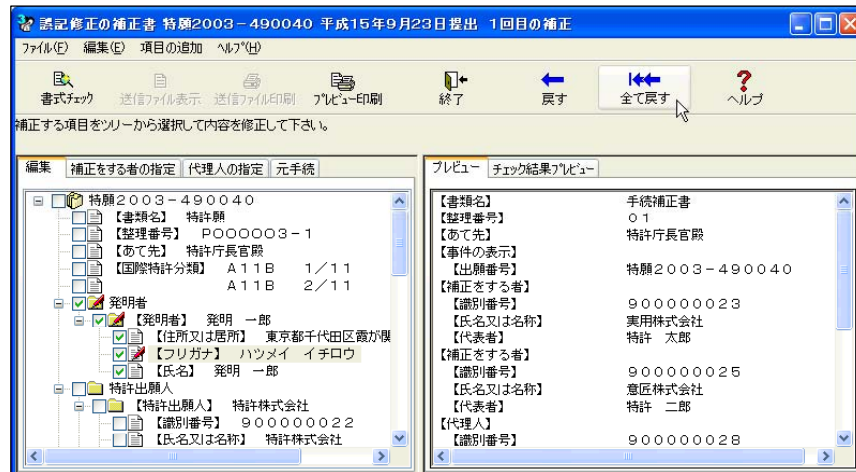 誤記修正の補正書 特願2003-490040 平成15年9月23日提出 1回目の補正
ファイル(F) 編集(E) 項目の追加 ヘルプ(H)
書式チェック 送信ファイル表示 送信ファイル印刷 プレビュー印刷 終了 戻す 全て戻す ヘルプ
補正する項目をツリーから選択して内容を修正して下さい。
編集 補正をする者の指定 代理人の指定 元手続
特願2003-490040
【書類名】 特許願
【整理番号】 P000003-1
【あて先】 特許庁長官殿
【国際特許分類】 A11B 1/11
A11B 2/11
発明者
【発明者】 発明 一郎
【住所又は居所】 東京都千代田区霞が関
【フリガナ】 ハツメイ イチロウ
【氏名】 発明 一郎
特許出願人
【特許出願人】 特許株式会社
【識別番号】 900000022
【氏名又は名称】 特許株式会社
プレビュー チェック結果プレビュー
【書類名】 手続補正書
【整理番号】 01
【あて先】 特許庁長官殿
【事件の表示】
【出願番号】 特願2003-490040
【補正をする者】
【識別番号】 900000023
【氏名又は名称】 実用株式会社
【代表者】 特許 太郎
【補正をする者】
【識別番号】 900000025
【氏名又は名称】 意匠株式会社
【代表者】 特許 二郎
【代理人】
【識別番号】 900000028